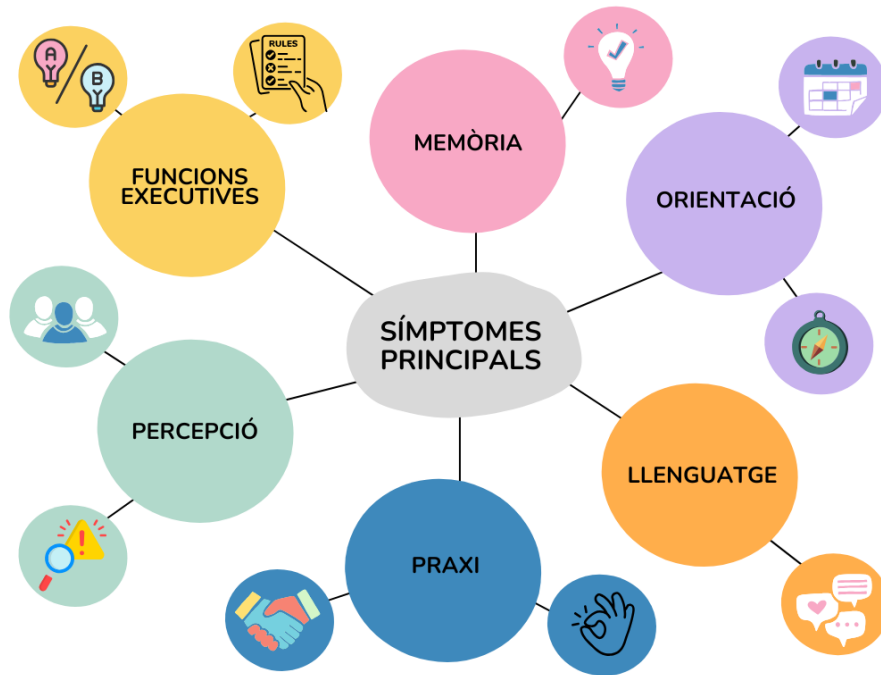 A
B
RULES
FUNCIONS
EXECUTIVES
MEMÒRIA
ORIENTACIÓ
SÍMPTOMES
PRINCIPALS
PERCEPCIÓ
LLENGUATGE
PRAXI